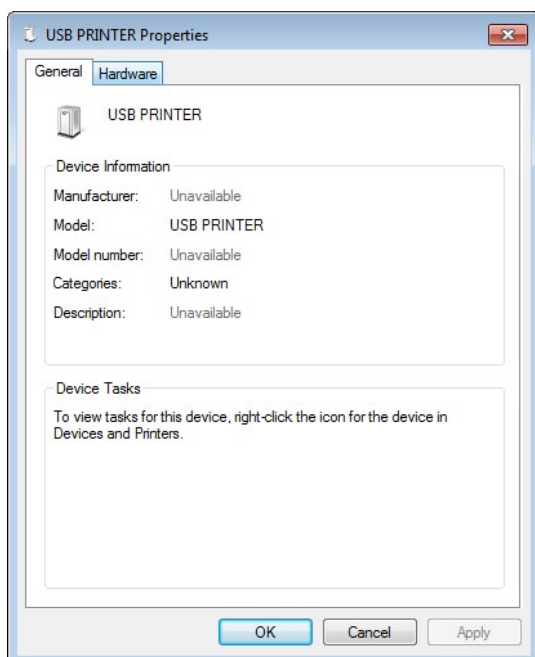 USB PRINTER Properties
General
Hardware
USB PRINTER
Device Information
Manufacturer: Unavailable
Model: USB PRINTER
Model number: Unavailable
Categories: Unknown
Description: Unavailable
Device Tasks
To view tasks for this device, right-click the icon for the device in
Devices and Printers.
OK Cancel Apply